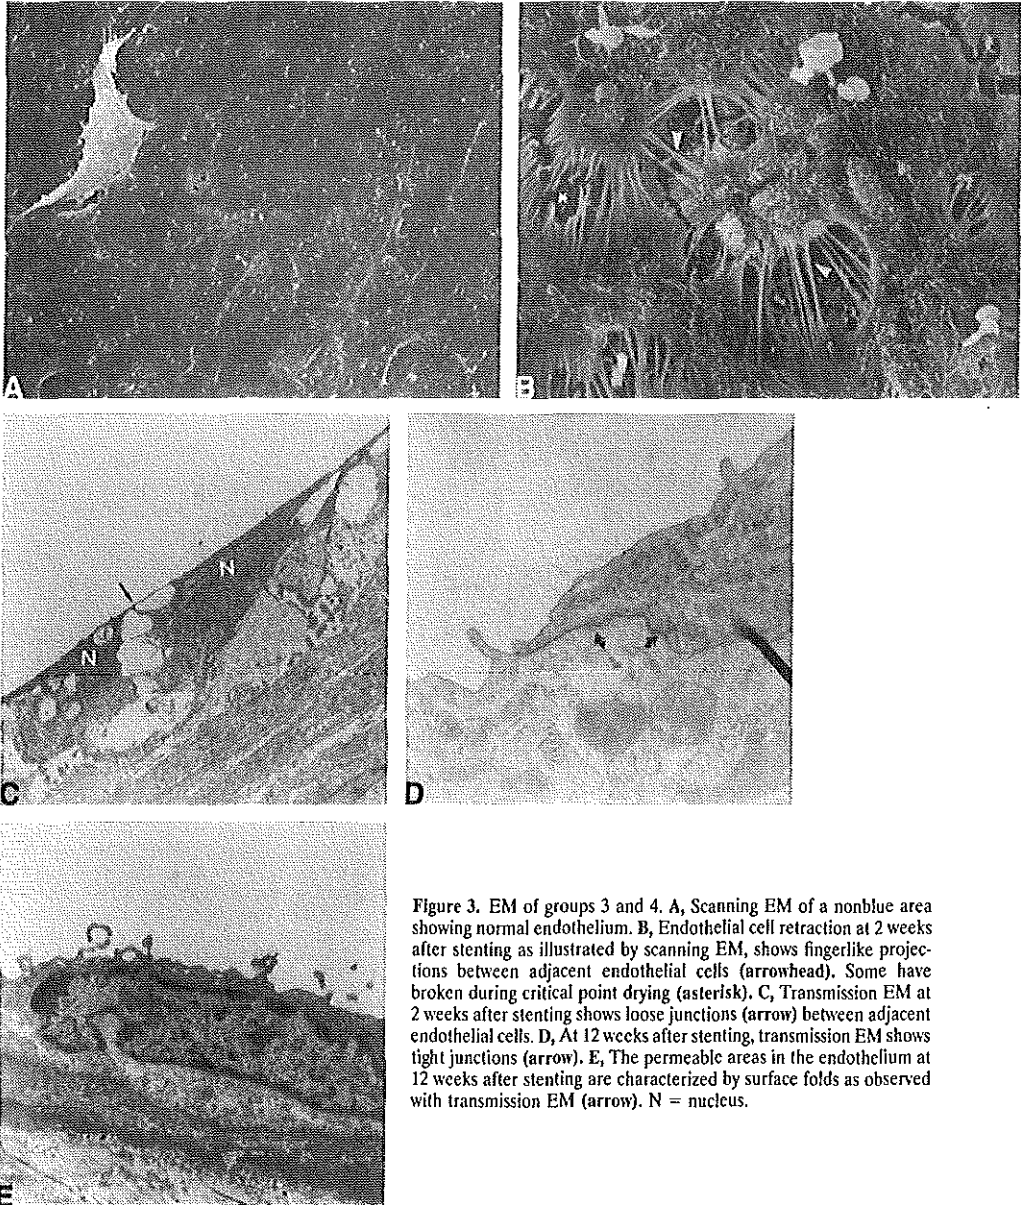 A
B
N
N
C
D
E
Figure 3. EM of groups 3 and 4. A, Scanning EM of a nonblue area
showing normal endothelium. B, Endothelial cell retraction at 2 weeks
after stenting as illustrated by scanning EM, shows fingerlike projec-
tions between adjacent endothelial cells (arrowhead). Some have
broken during critical point drying (asterisk). C, Transmission EM at
2 weeks after stenting shows loose junctions (arrow) between adjacent
endothelial cells. D, At 12 weeks after stenting, transmission EM shows
tight junctions (arrow). E, The permeable areas in the endothelium at
12 weeks after stenting are characterized by surface folds as observed
with transmission EM (arrow). N = nucleus.